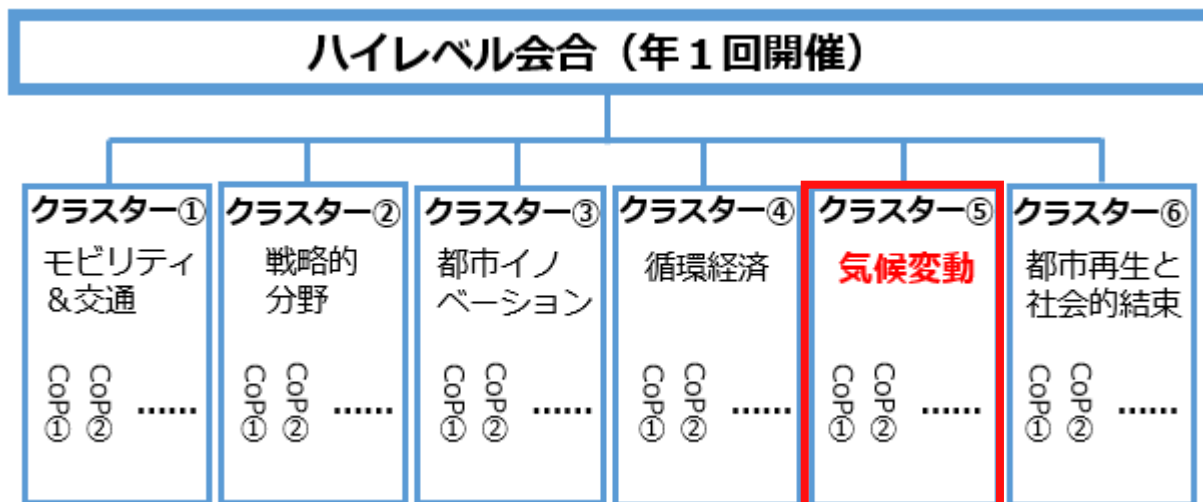 ハイレベル会合（年１回開催）
クラスター①
モビリティ
＆交通
CoP① CoP② ……
クラスター②
戦略的
分野
CoP① CoP② ……
クラスター③
都市イノ
ベーション
CoP① CoP② ……
クラスター④
循環経済
CoP① CoP② ……
クラスター⑤
気候変動
CoP① CoP② ……
クラスター⑥
都市再生と
社会的結束
CoP① CoP② ……